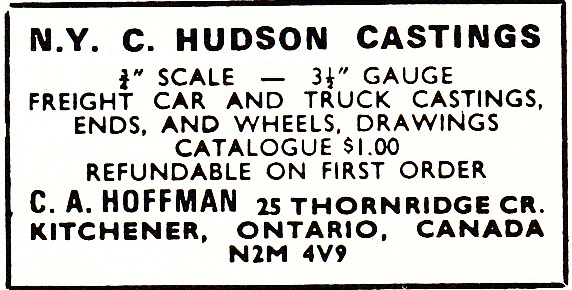 N.Y. C. HUDSON CASTINGS
¾" SCALE — 3½" GAUGE
FREIGHT CAR AND TRUCK CASTINGS,
ENDS, AND WHEELS, DRAWINGS
CATALOGUE $1.00
REFUNDABLE ON FIRST ORDER
C. A. HOFFMAN 25 THORNRIDGE CR.
KITCHENER, ONTARIO, CANADA
N2M 4V9